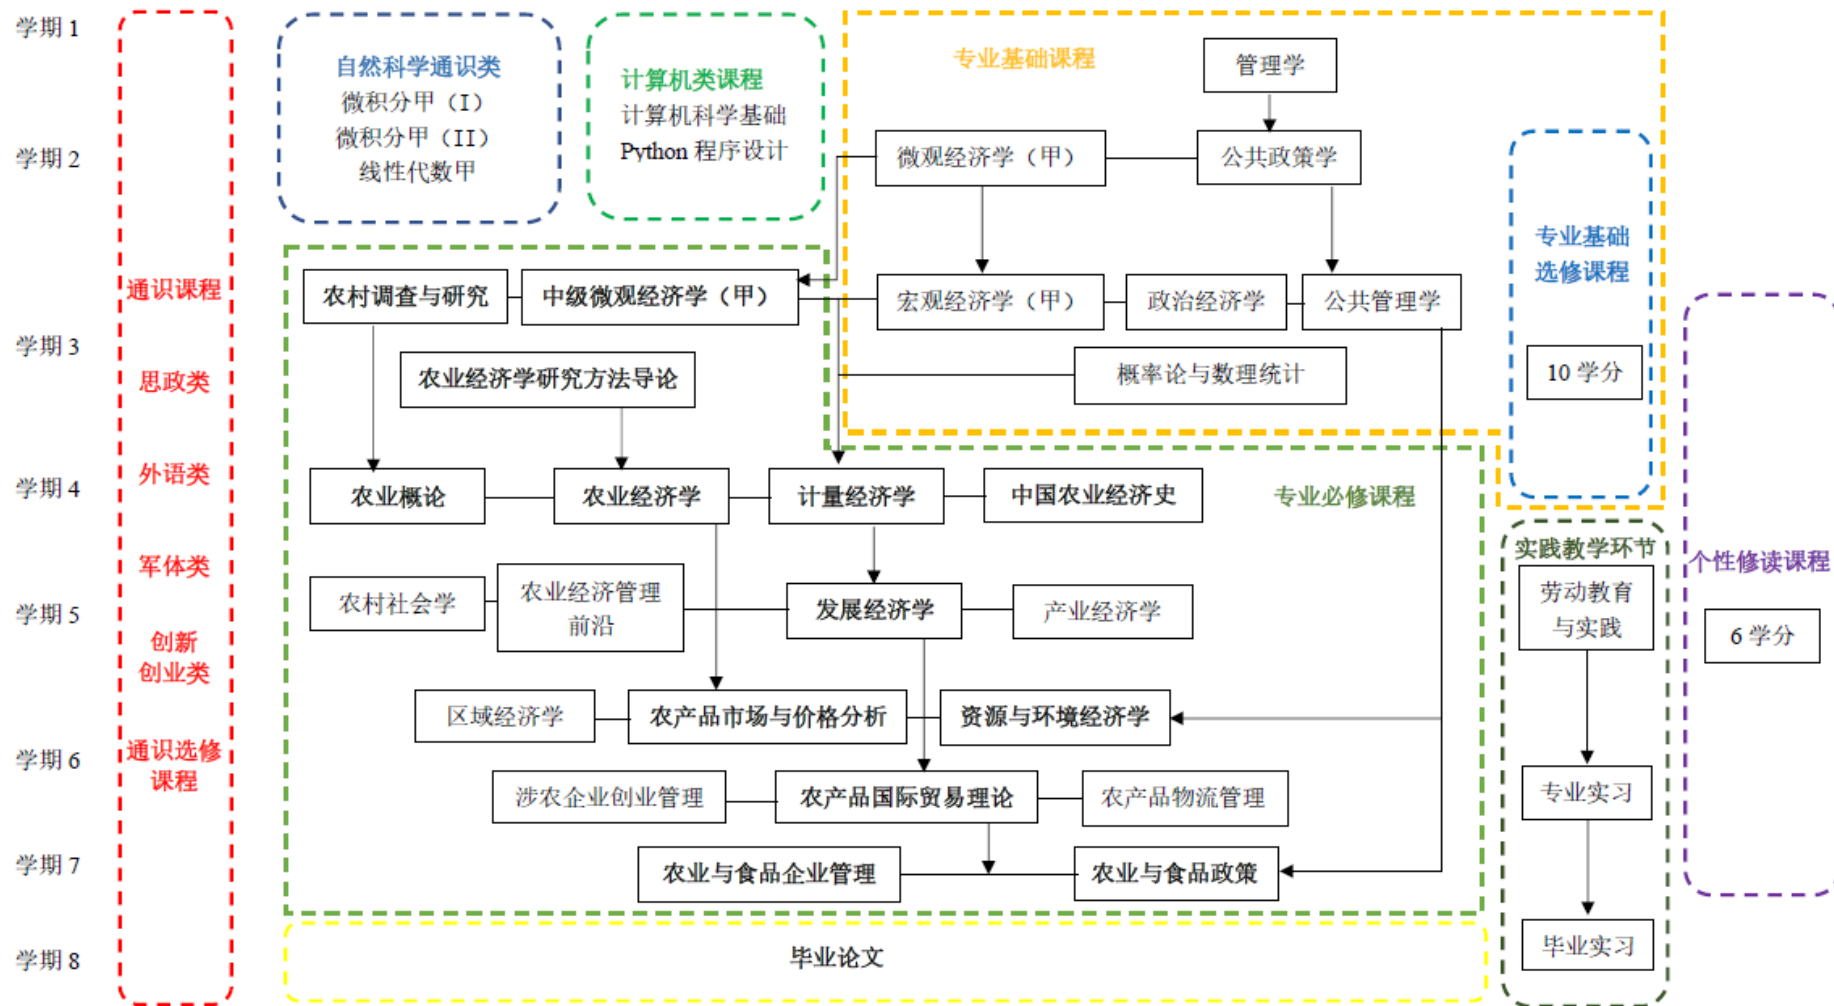 学期 1
学期 2
学期 3
学期 4
学期 5
学期 6
学期 7
学期 8
通识课程
思政类
外语类
军体类
创新
创业类
通识选修
课程
自然科学通识类
微积分甲（I）
微积分甲（II）
线性代数甲
计算机类课程
计算机科学基础
Python 程序设计
专业基础课程
管理学
微观经济学（甲）
公共政策学
宏观经济学（甲）
政治经济学
公共管理学
概率论与数理统计
专业基础
选修课程
10 学分
农村调查与研究
中级微观经济学（甲）
农业经济学研究方法导论
农业概论
农业经济学
计量经济学
中国农业经济史
专业必修课程
农村社会学
农业经济管理
前沿
发展经济学
产业经济学
区域经济学
农产品市场与价格分析
资源与环境经济学
涉农企业创业管理
农产品国际贸易理论
农产品物流管理
农业与食品企业管理
农业与食品政策
毕业论文
实践教学环节
劳动教育
与实践
专业实习
毕业实习
个性修读课程
6 学分